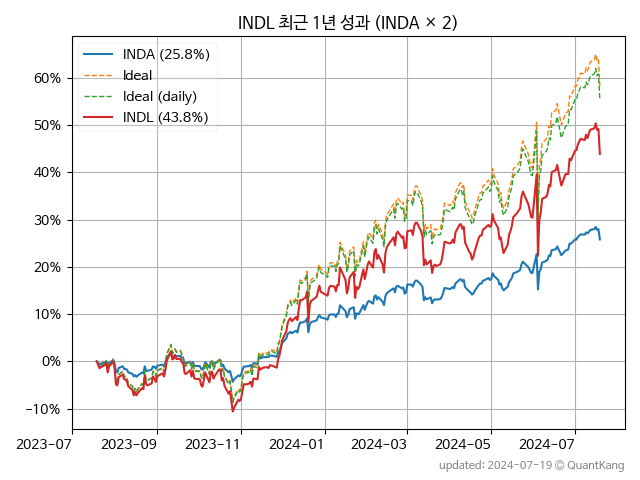 INDL 최근 1년 성과 (INDA × 2)
INDA (25.8%)
Ideal
Ideal (daily)
INDL (43.8%)
60%
50%
40%
30%
20%
10%
0%
−10%
2023-07 2023-09 2023-11 2024-01 2024-03 2024-05 2024-07
updated: 2024-07-19 © QuantKang